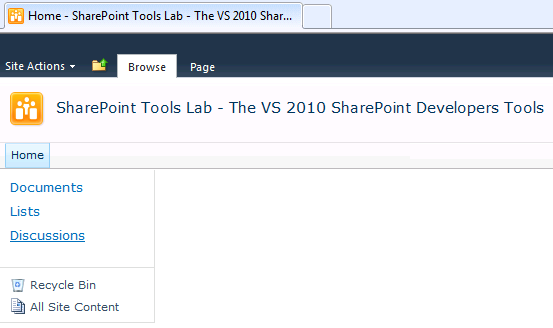 Home - SharePoint Tools Lab - The VS 2010 Shar...
Site Actions
Browse
Page
SharePoint Tools Lab - The VS 2010 SharePoint Developers Tools
Home
Documents
Lists
Discussions
Recycle Bin
All Site Content